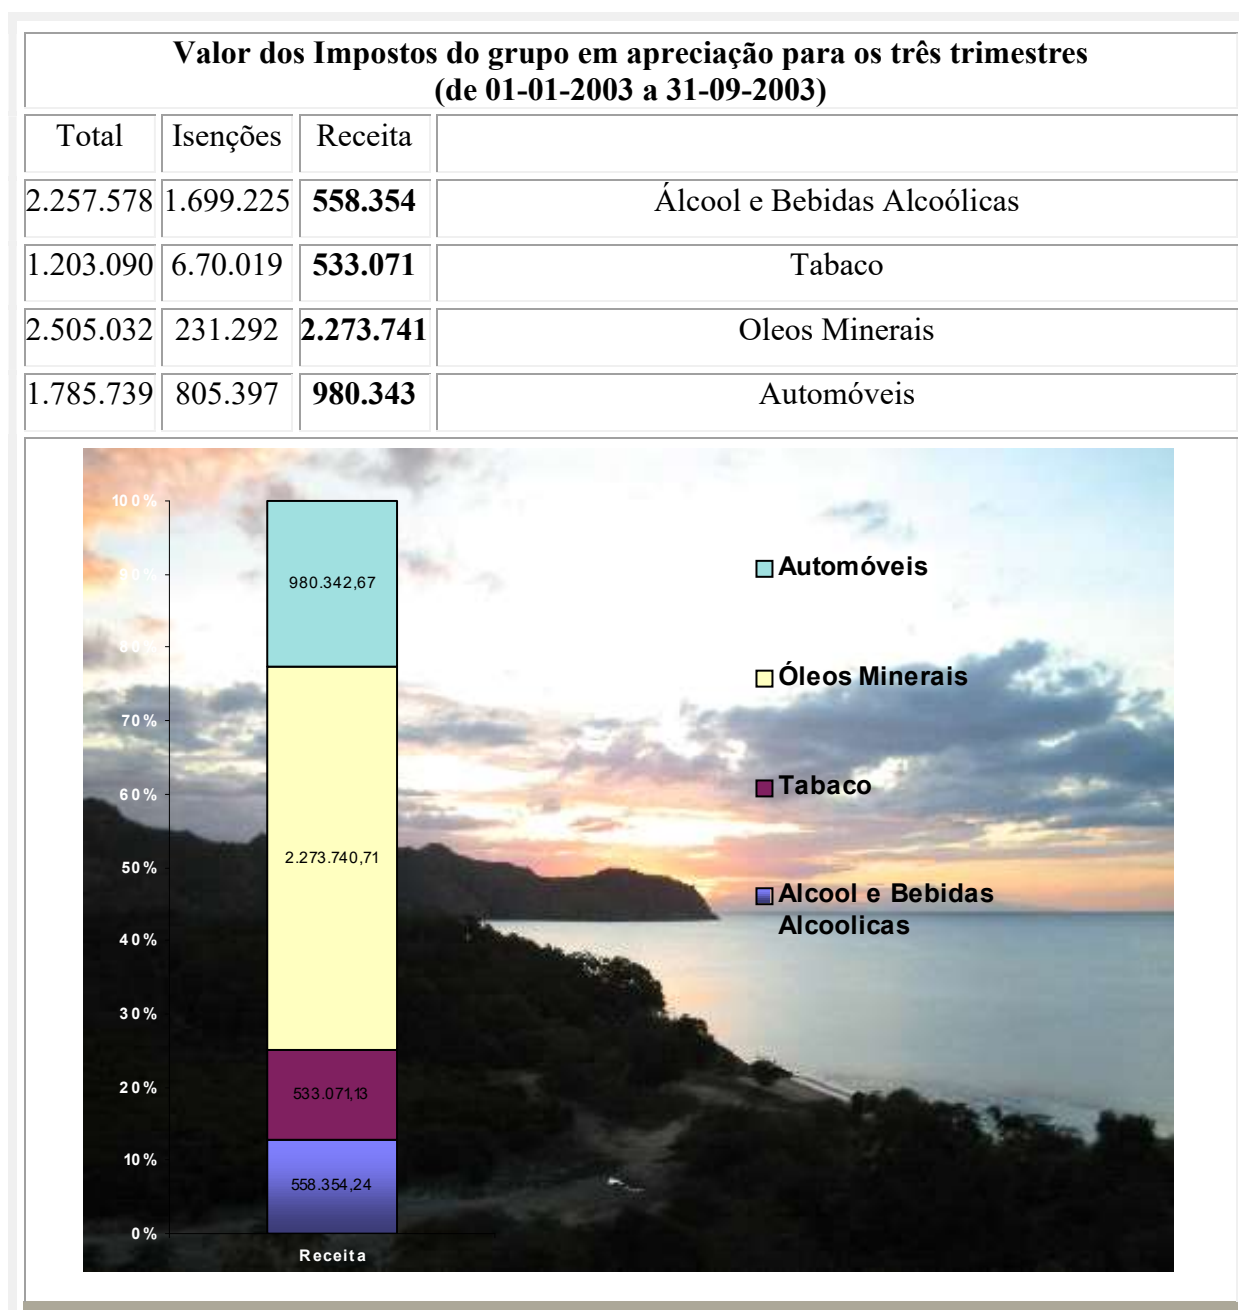 Valor dos Impostos do grupo em apreciação para os três trimestres
(de 01-01-2003 a 31-09-2003)
Total Isenções Receita
2.257.578 1.699.225 558.354 Álcool e Bebidas Alcoólicas
1.203.090 6.70.019 533.071 Tabaco
2.505.032 231.292 2.273.741 Oleos Minerais
1.785.739 805.397 980.343 Automóveis
100%
90%
80%
70%
60%
50%
40%
30%
20%
10%
0%
980.342,67
2.273.740,71
533.071,13
558.354,24
Receita
Automóveis
Óleos Minerais
Tabaco
Alcool e Bebidas
Alcoolicas